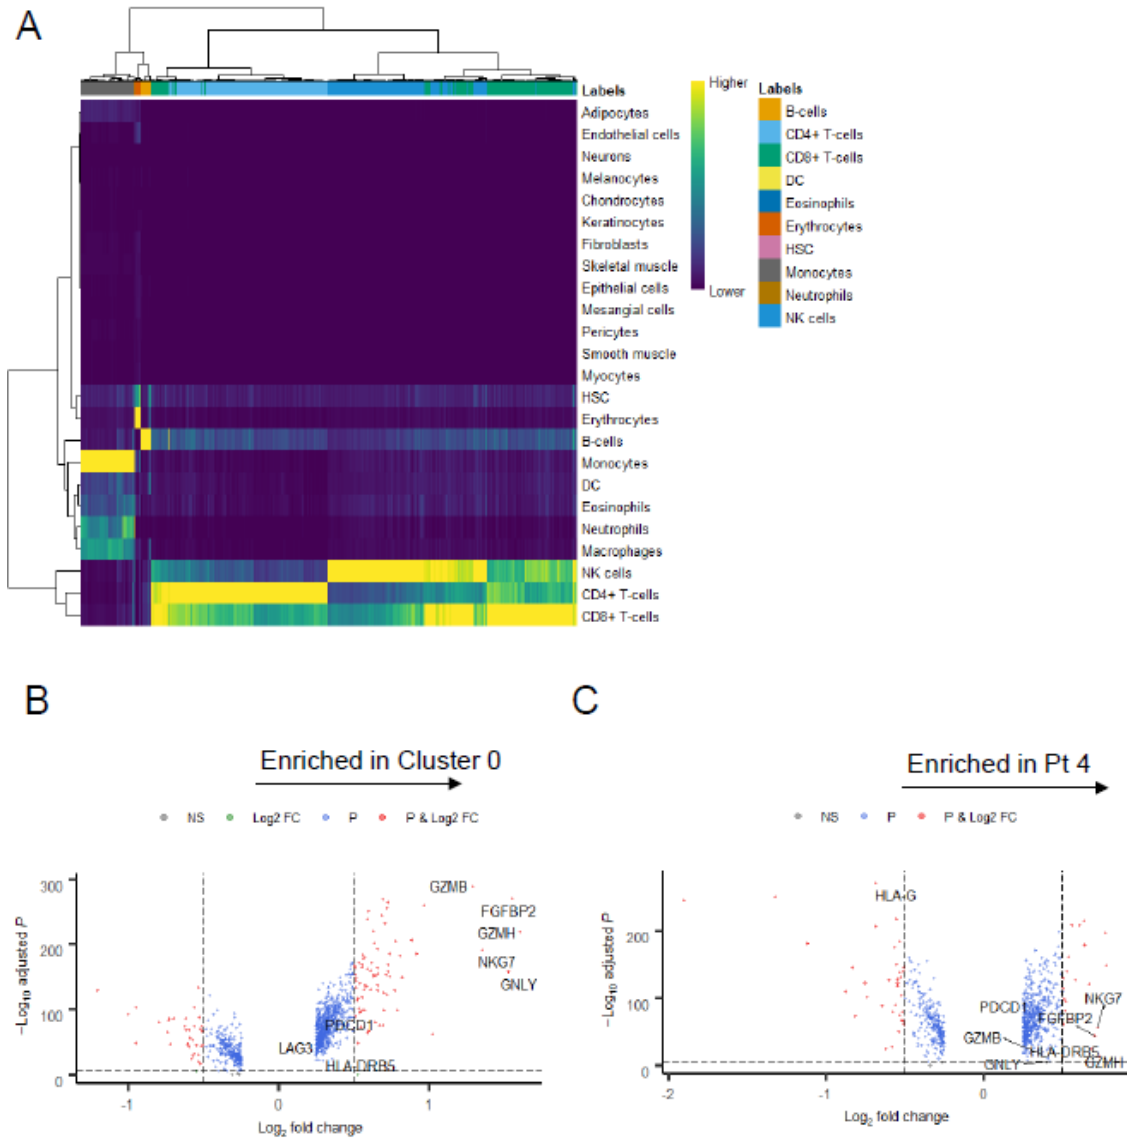 A
Labels
Adipocytes
Endothelial cells
Neurons
Melanocytes
Chondrocytes
Keratinocytes
Fibroblasts
Skeletal muscle
Epithelial cells
Mesangial cells
Pericytes
Smooth muscle
Myocytes
HSC
Erythrocytes
B-cells
Monocytes
DC
Eosinophils
Neutrophils
Macrophages
NK cells
CD4+ T-cells
CD8+ T-cells
Higher
Lower
Labels
B-cells
CD4+ T-cells
CD8+ T-cells
DC
Eosinophils
Erythrocytes
HSC
Monocytes
Neutrophils
NK cells
B
Enriched in Cluster 0
NS Log2 FC P P & Log2 FC
300
200
100
0
-Log10 adjusted P
GZMB
FGFBP2
GZMH
NKG7
GNLY
PDCD1
LAG3
HLA-DRB5
-1 0 1
Log2 fold change
C
Enriched in Pt 4
NS P P & Log2 FC
200
100
0
-Log10 adjusted P
HLA-G
PDCD1
NKG7
FGFBP2
GZMB
HLA-DRB5
GNLY
GZMH
-2 -1 0
Log2 fold change